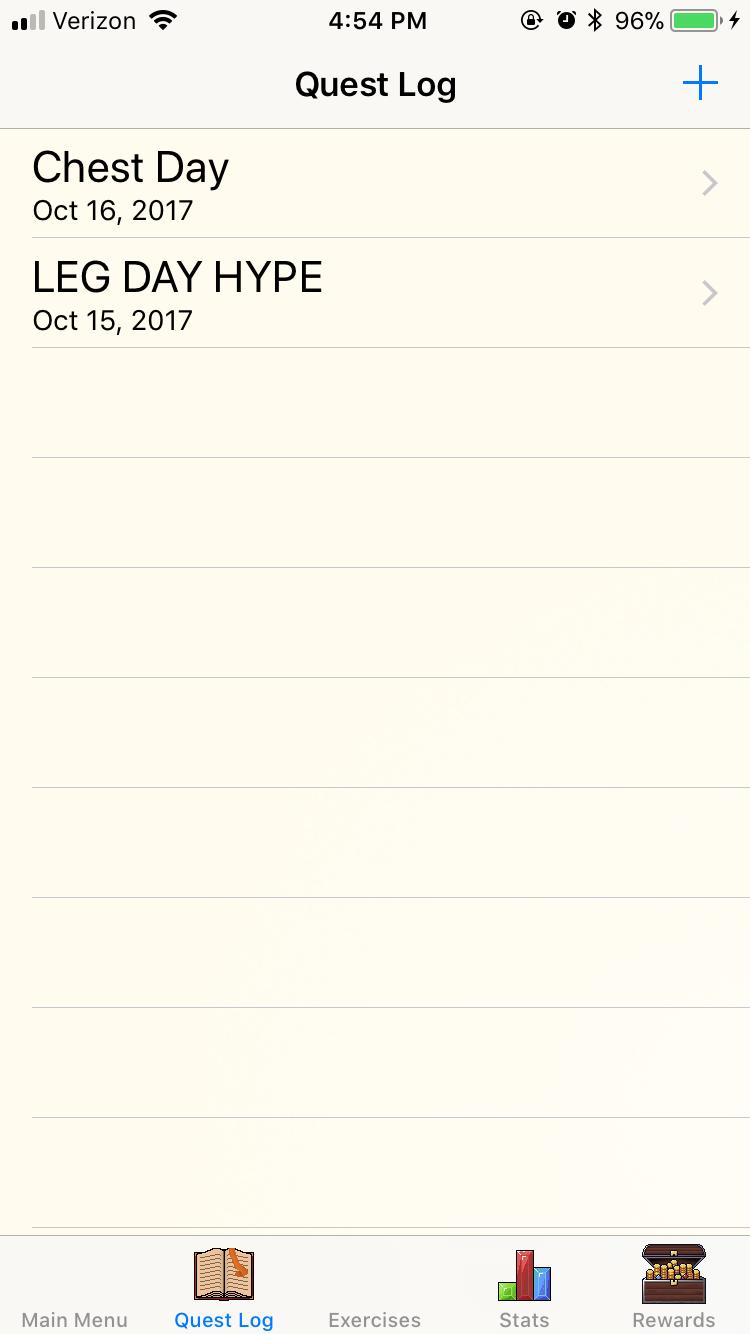 Verizon 4:54 PM 96%
Quest Log
Chest Day
Oct 16, 2017
LEG DAY HYPE
Oct 15, 2017
Main Menu Quest Log Exercises Stats Rewards